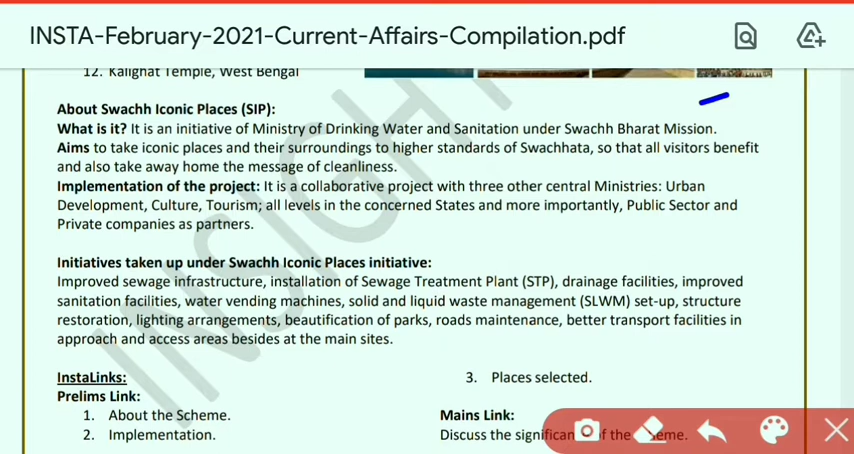 INSTA-February-2021-Current-Affairs-Compilation.pdf
12. Kalighat Temple, West Bengal
About Swachh Iconic Places (SIP):
What is it? It is an initiative of Ministry of Drinking Water and Sanitation under Swachh Bharat Mission.
Aims to take iconic places and their surroundings to higher standards of Swachhata, so that all visitors benefit
and also take away home the message of cleanliness.
Implementation of the project: It is a collaborative project with three other central Ministries: Urban
Development, Culture, Tourism; all levels in the concerned States and more importantly, Public Sector and
Private companies as partners.
Initiatives taken up under Swachh Iconic Places initiative:
Improved sewage infrastructure, installation of Sewage Treatment Plant (STP), drainage facilities, improved
sanitation facilities, water vending machines, solid and liquid waste management (SLWM) set-up, structure
restoration, lighting arrangements, beautification of parks, roads maintenance, better transport facilities in
approach and access areas besides at the main sites.
InstaLinks:
Prelims Link:
1. About the Scheme.
2. Implementation.
3. Places selected.
Mains Link:
Discuss the the
INSIGHT